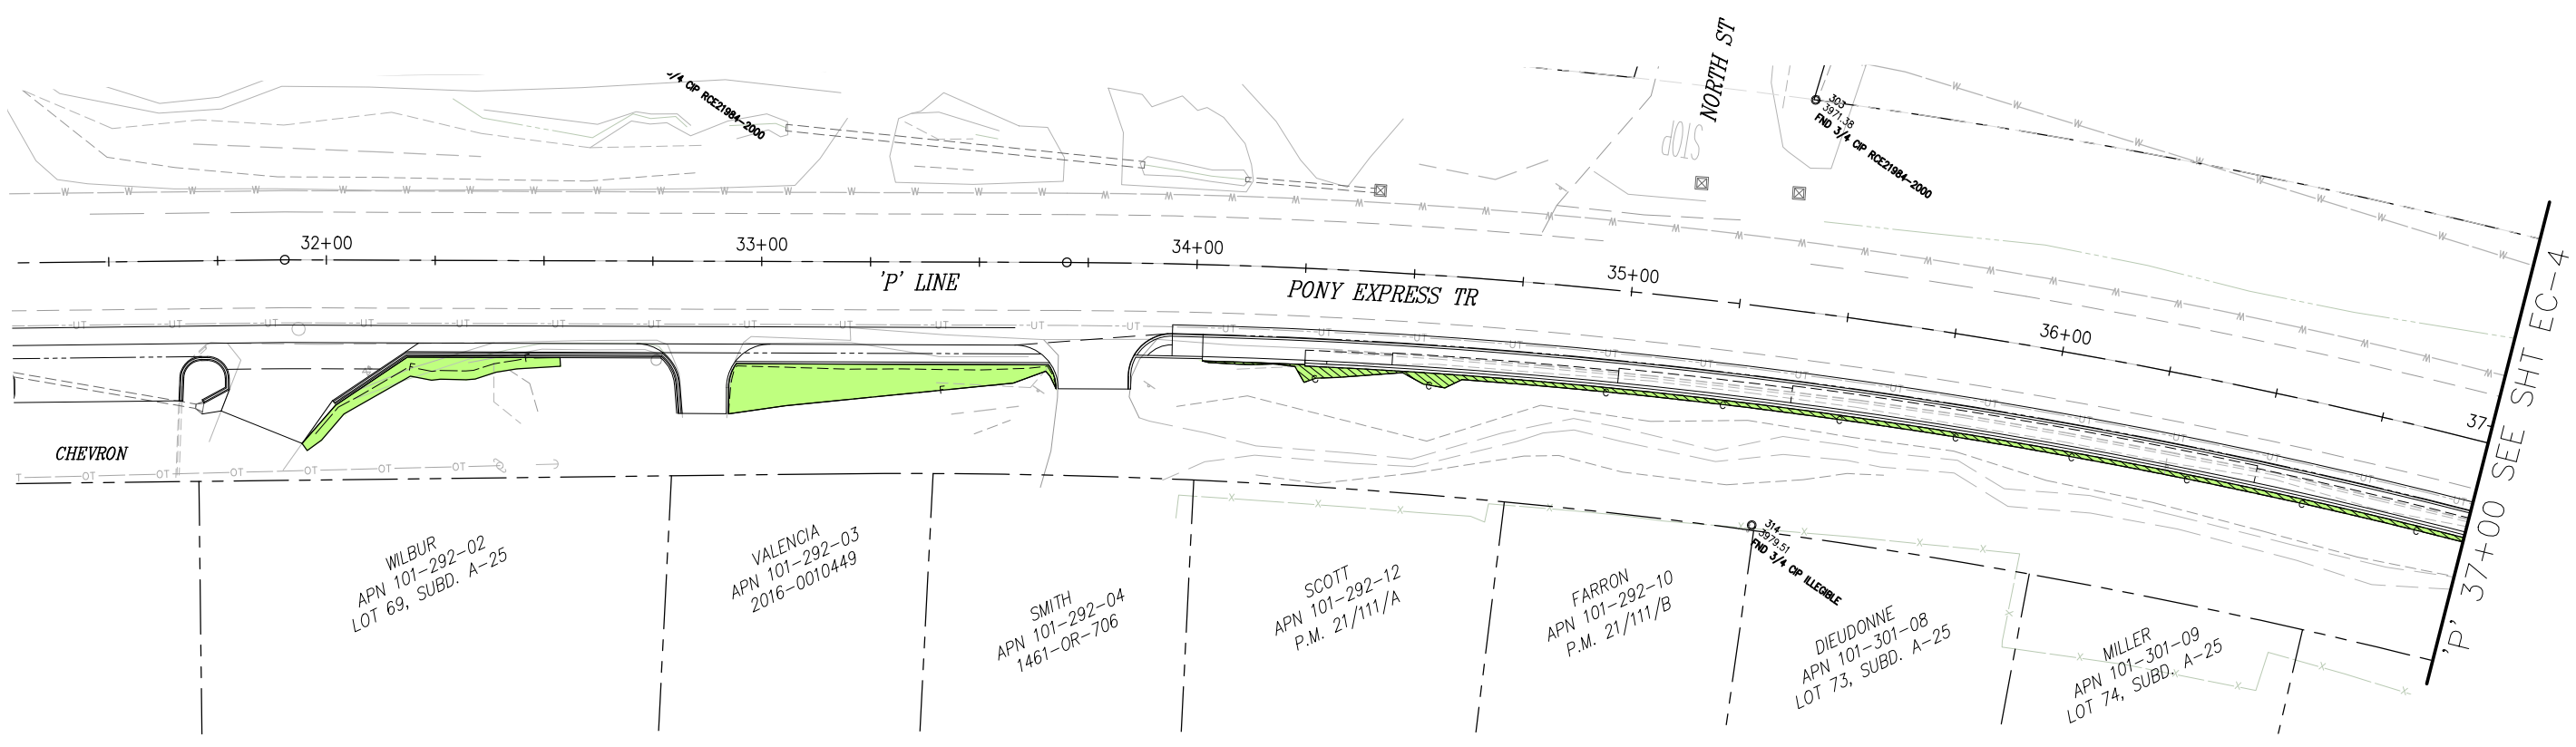 3/4 CIP RCE21984-2000
NORTH ST
STOP
303
3971.38
FND 3/4 CIP RCE21984-2000
32+00
33+00
34+00
35+00
36+00
37+
'P' LINE
PONY EXPRESS TR
'P' 37+00 SEE SHT EC-4
CHEVRON
WILBUR
APN 101-292-02
LOT 69, SUBD. A-25
VALENCIA
APN 101-292-03
2016-0010449
SMITH
APN 101-292-04
1461-OR-706
SCOTT
APN 101-292-12
P.M. 21/111/A
FARRON
APN 101-292-10
P.M. 21/111/B
314
3979.51
FND 3/4 CIP ILLEGIBLE
DIEUDONNE
APN 101-301-08
LOT 73, SUBD. A-25
MILLER
APN 101-301-09
LOT 74, SUBD. A-25